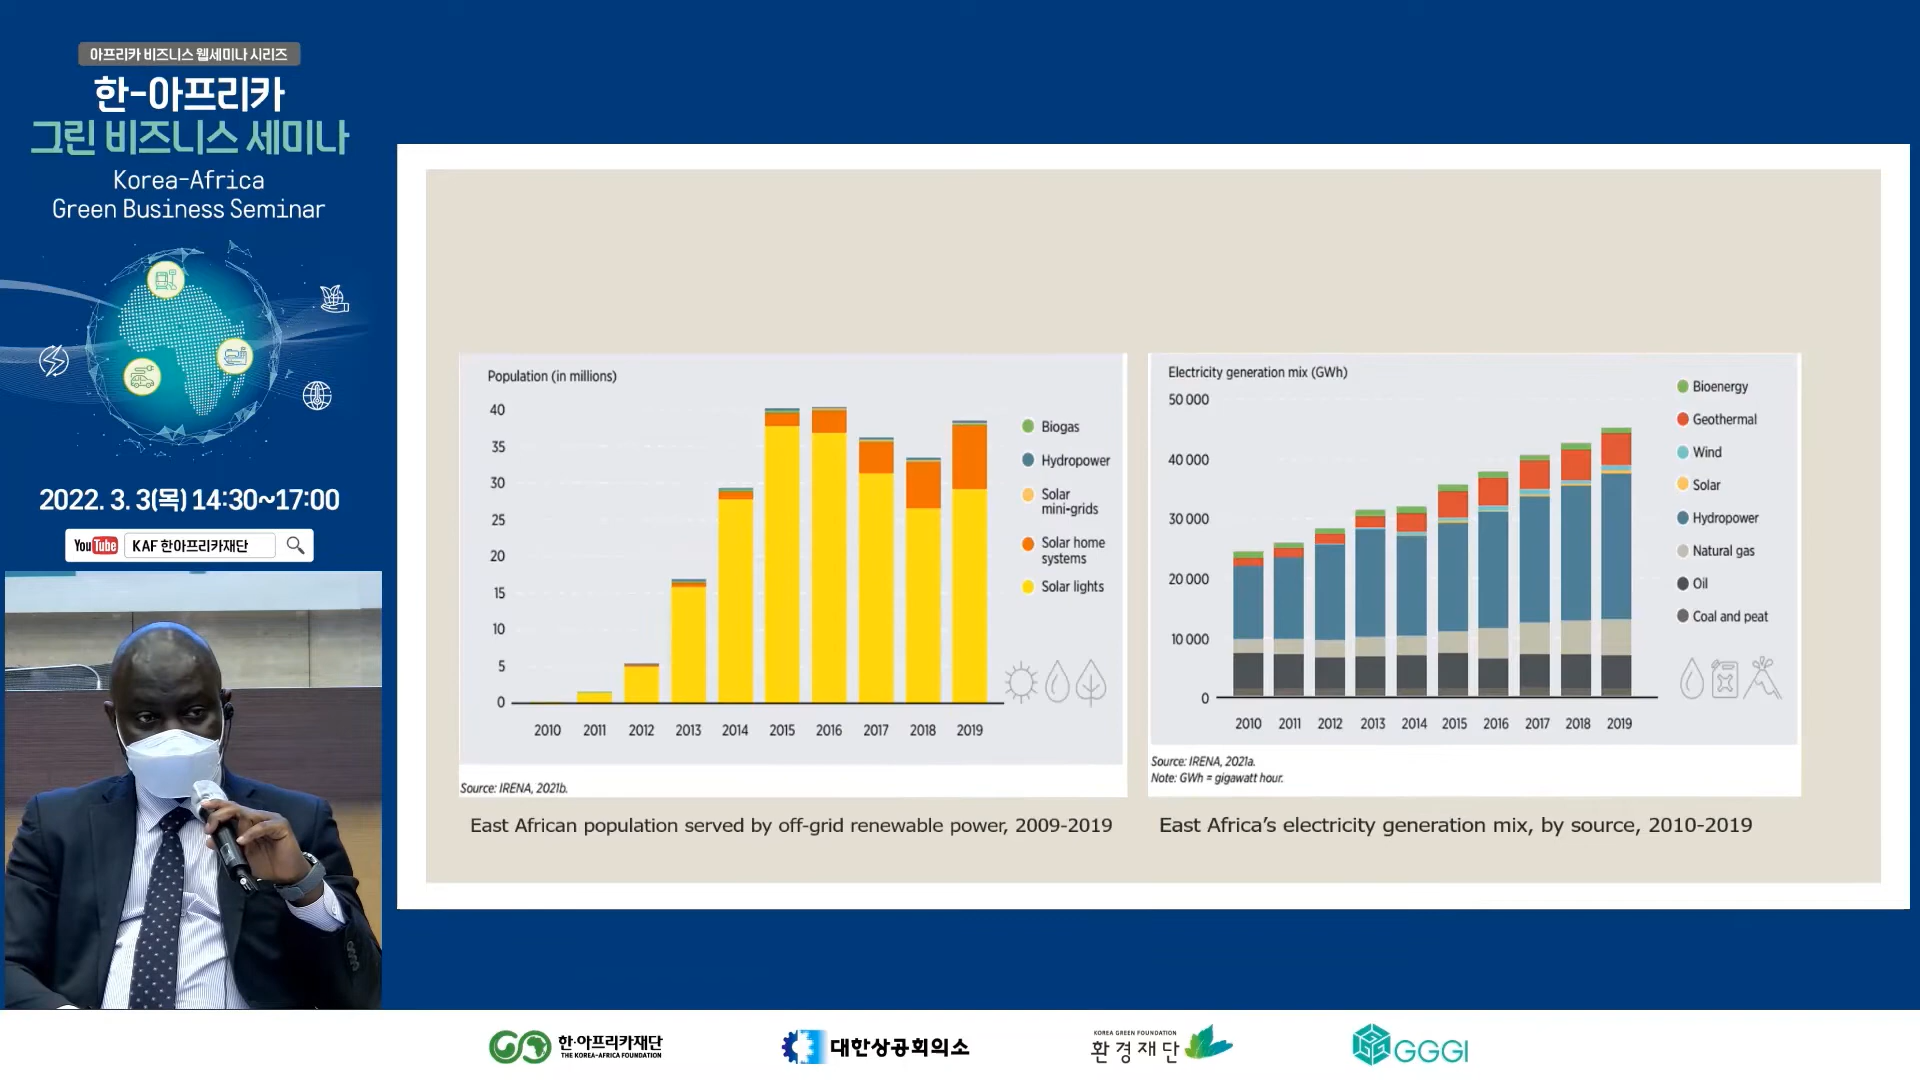 아프리카 비즈니스 웹세미나 시리즈
한-아프리카
그린 비즈니스 세미나
Korea-Africa
Green Business Seminar
2022. 3. 3(목) 14:30~17:00
YouTube KAF 한아프리카재단
Population (in millions)
40
35
30
25
20
15
10
5
0
2010 2011 2012 2013 2014 2015 2016 2017 2018 2019
Biogas
Hydropower
Solar
mini-grids
Solar home
systems
Solar lights
Source: IRENA, 2021b.
East African population served by off-grid renewable power, 2009-2019
Electricity generation mix (GWh)
50 000
40 000
30 000
20 000
10 000
0
2010 2011 2012 2013 2014 2015 2016 2017 2018 2019
Bioenergy
Geothermal
Wind
Solar
Hydropower
Natural gas
Oil
Coal and peat
Source: IRENA, 2021a.
Note: GWh = gigawatt hour.
East Africa's electricity generation mix, by source, 2010-2019
한·아프리카재단
THE KOREA-AFRICA FOUNDATION
대한상공회의소
KOREA GREEN FOUNDATION
환경재단
GGGI